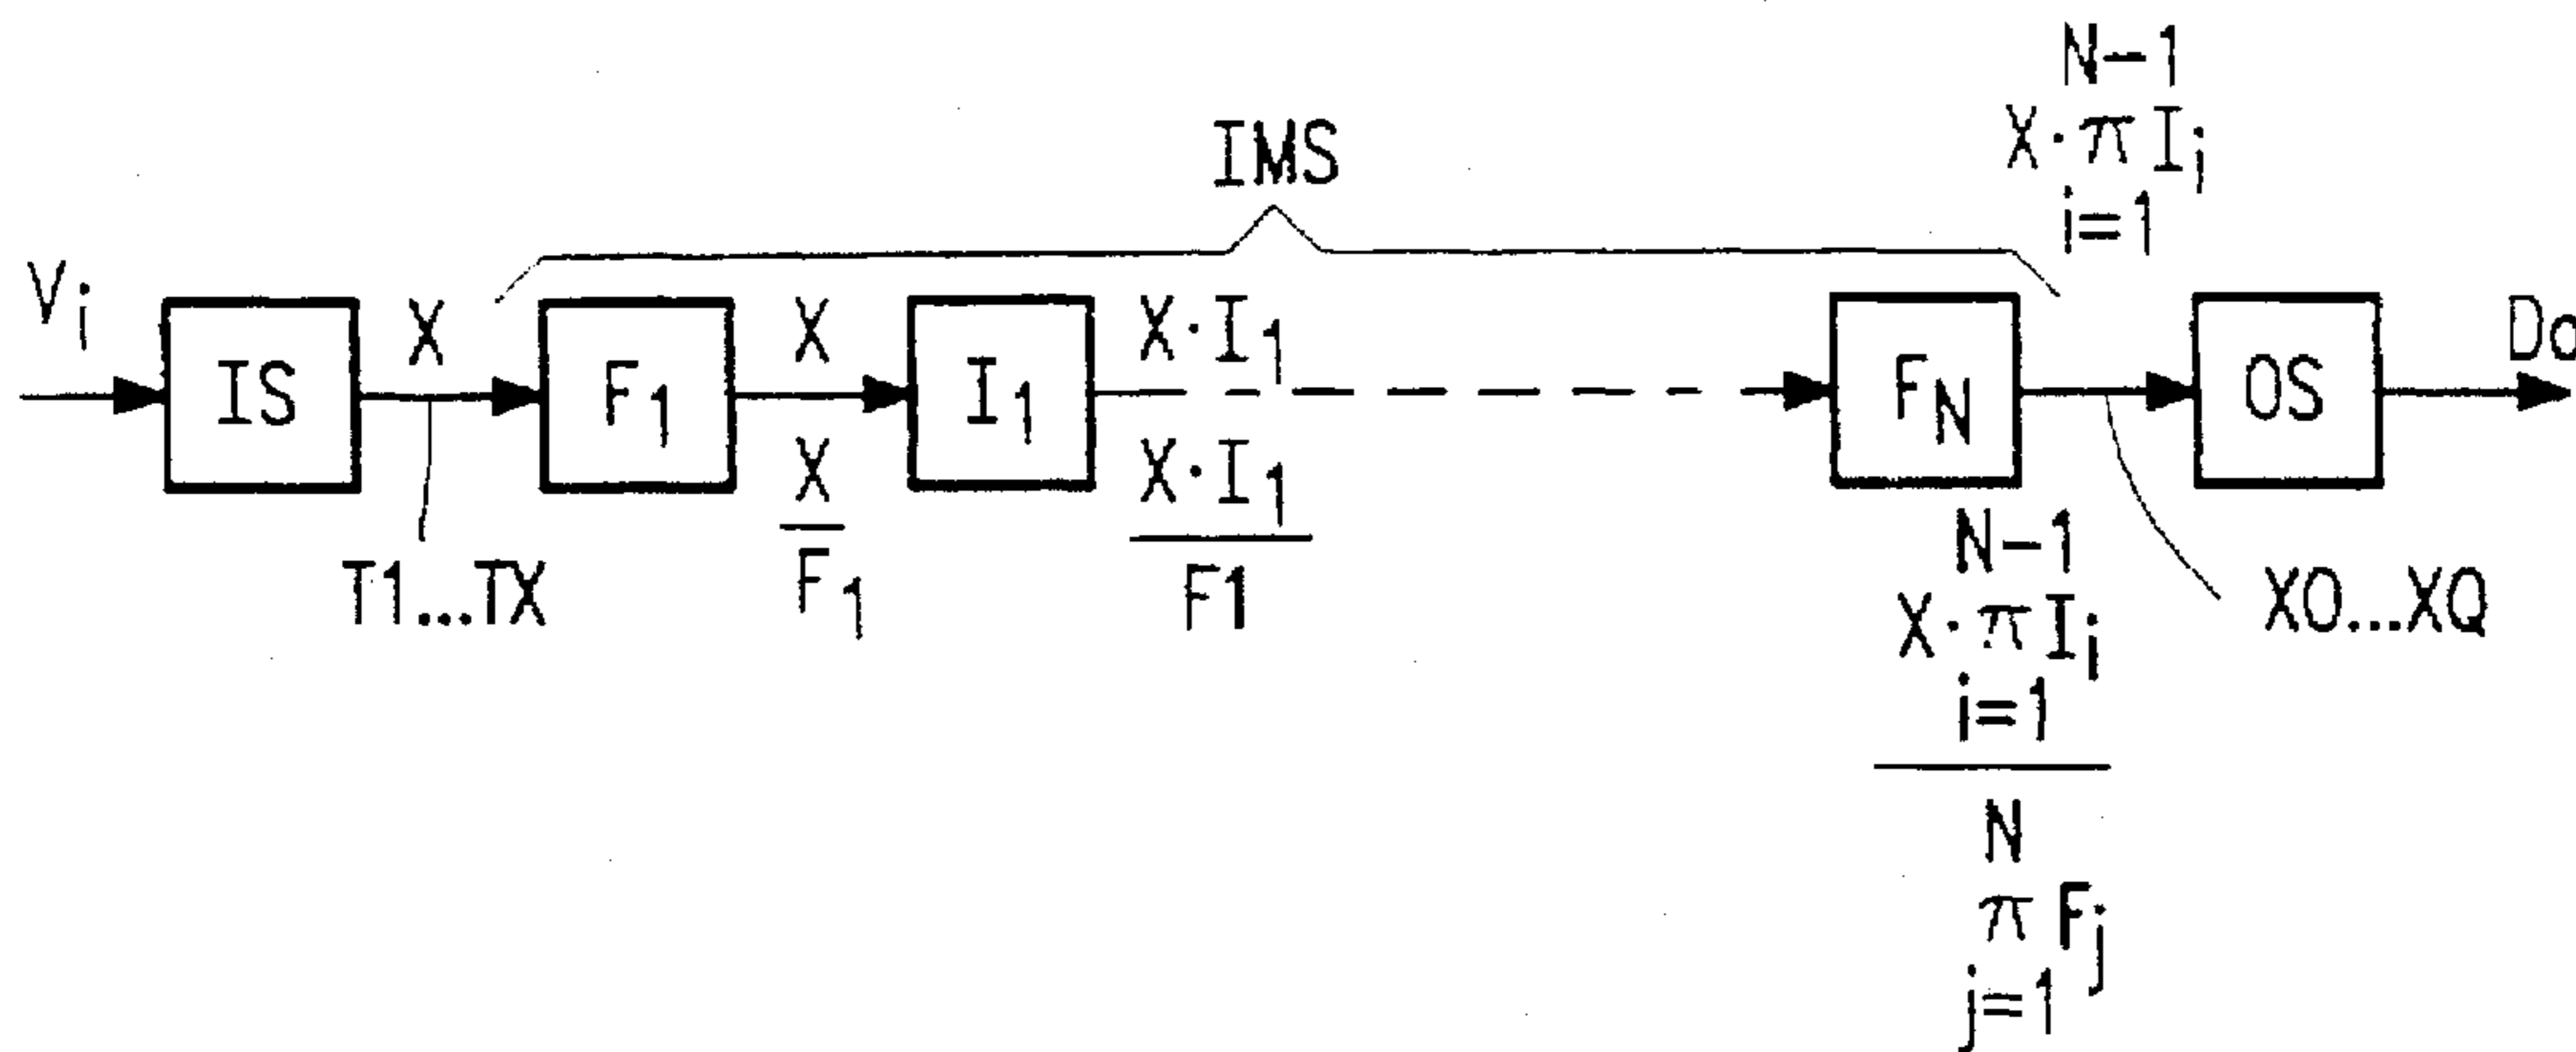 N-1
X·πI_i
i=1
IMS
V_i
IS
X
F_1
X
I_1
X·I_1
F_N
OS
Do
T1...TX
X
F_1
X·I_1
F1
N-1
X·πI_i
i=1
XO...XQ
N
πF_j
j=1